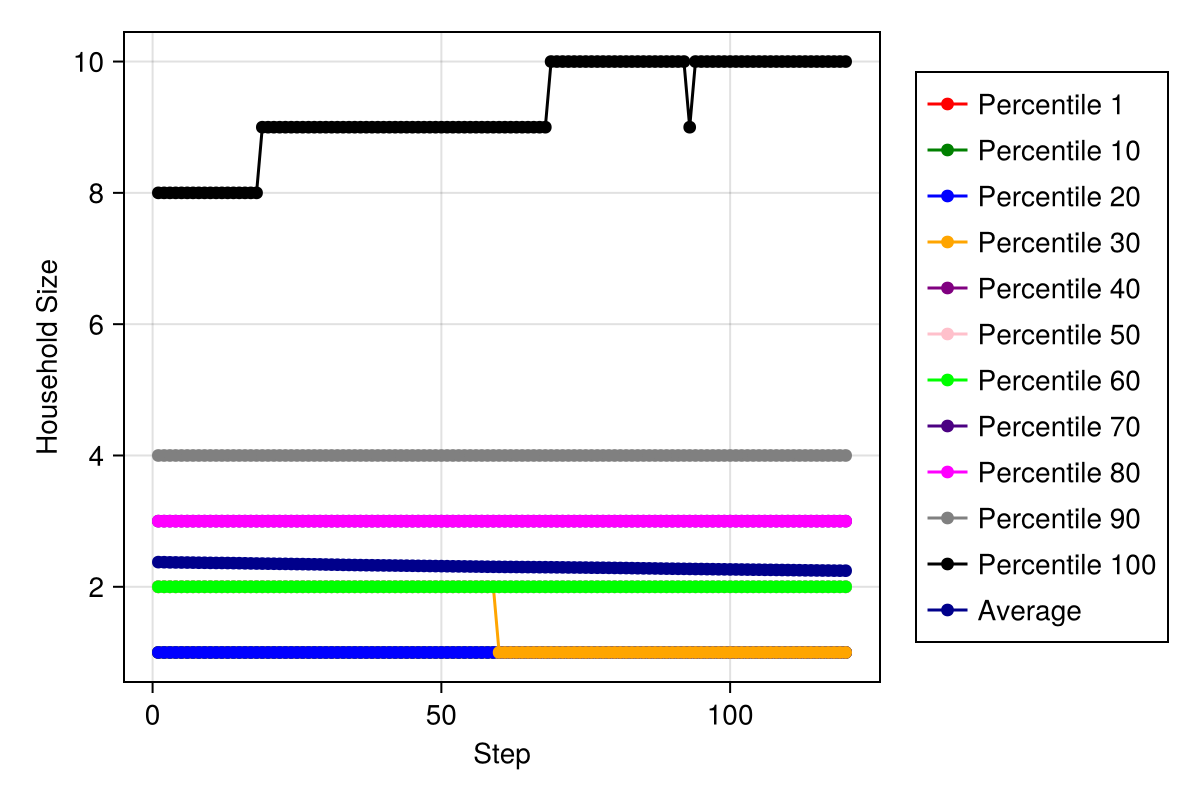 10
8
6
4
2
Household Size
0
50
100
Step
Percentile 1
Percentile 10
Percentile 20
Percentile 30
Percentile 40
Percentile 50
Percentile 60
Percentile 70
Percentile 80
Percentile 90
Percentile 100
Average